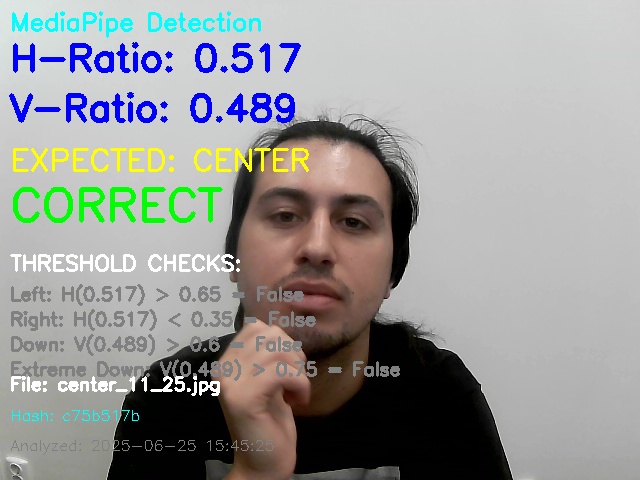 MediaPipe Detection
H-Ratio: 0.517
V-Ratio: 0.489
EXPECTED: CENTER
CORRECT
THRESHOLD CHECKS:
Left: H(0.517) > 0.65 = False
Right: H(0.517) < 0.35 = False
Down: V(0.489) > 0.6 = False
Extreme Down: V(0.489) > 0.75 = False
File: center_11_25.jpg
Hash: c75b517b
Analyzed: 2025-06-25 15:45:25